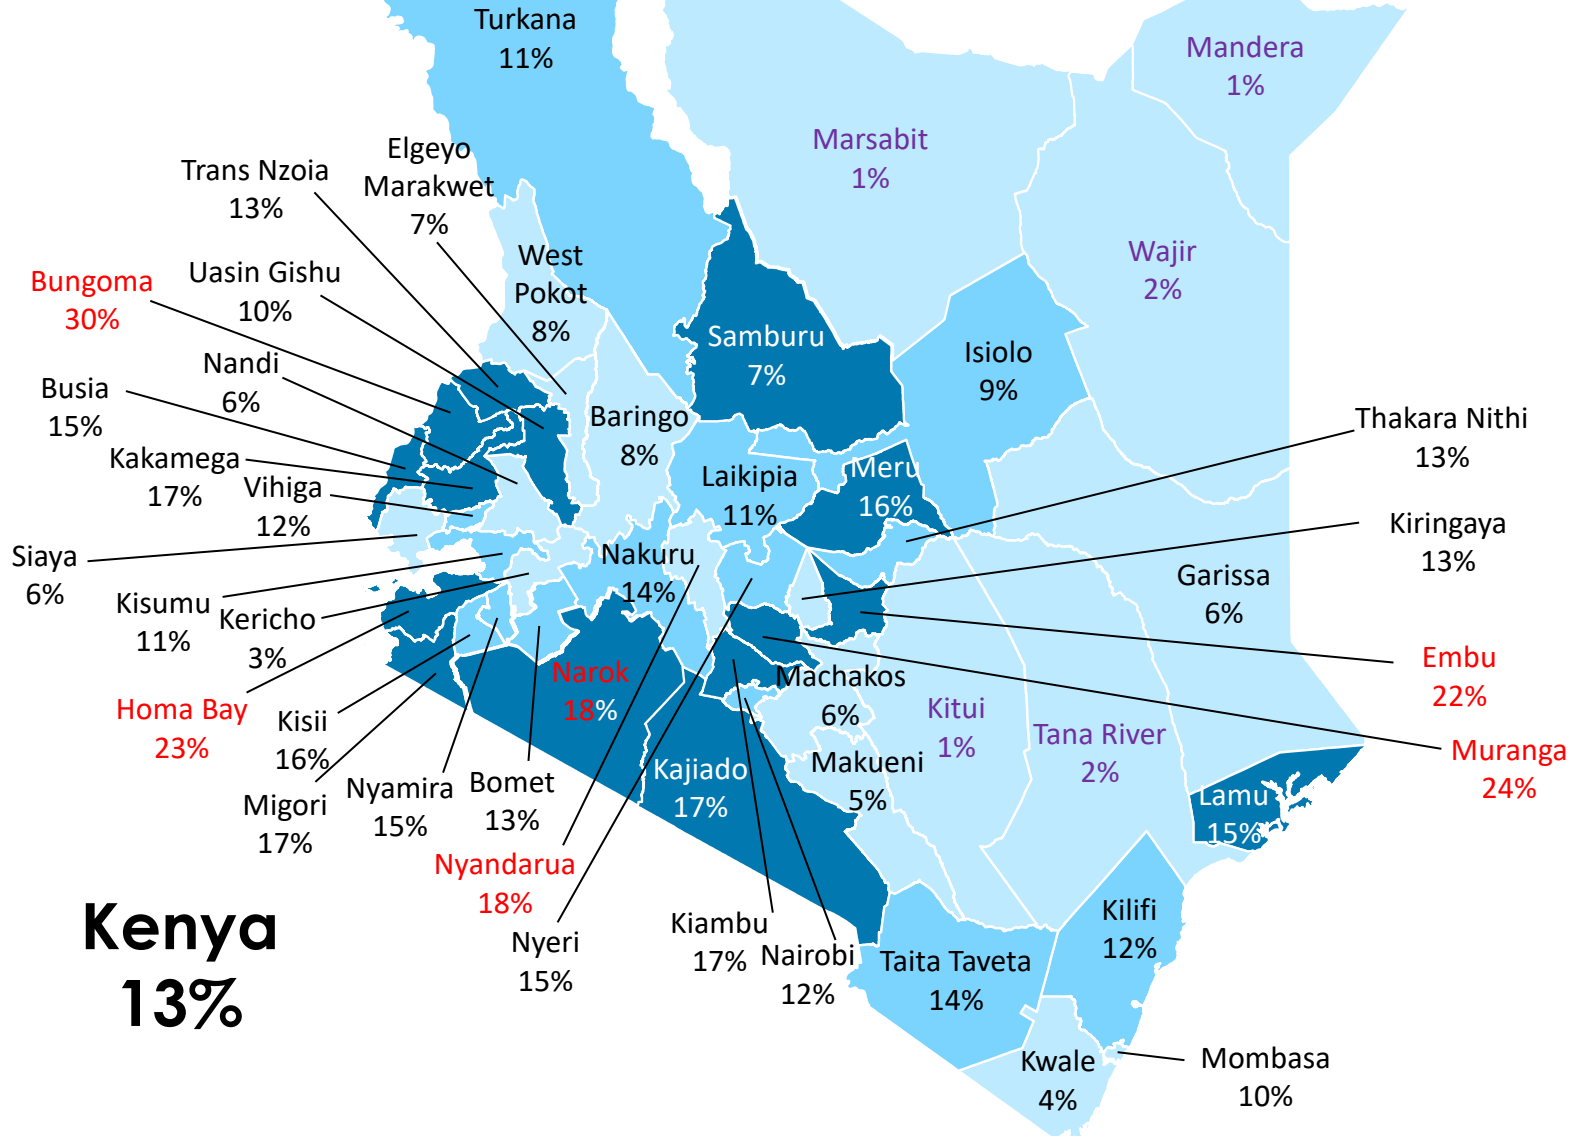 Turkana
11%
Mandera
1%
Marsabit
1%
Elgeyo
Marakwet
7%
Trans Nzoia
13%
West
Pokot
8%
Wajir
2%
Uasin Gishu
10%
Bungoma
30%
Samburu
7%
Isiolo
9%
Nandi
6%
Busia
15%
Baringo
8%
Thakara Nithi
13%
Kakamega
17%
Vihiga
12%
Laikipia
11%
Meru
16%
Kiringaya
13%
Siaya
6%
Nakuru
14%
Garissa
6%
Kisumu
11%
Kericho
3%
Embu
22%
Narok
18%
Machakos
6%
Homa Bay
23%
Kisii
16%
Kitui
1%
Tana River
2%
Muranga
24%
Kajiado
17%
Makueni
5%
Migori
17%
Nyamira
15%
Bomet
13%
Lamu
15%
Nyandarua
18%
Kenya
13%
Nyeri
15%
Kiambu
17%
Nairobi
12%
Kilifi
12%
Taita Taveta
14%
Kwale
4%
Mombasa
10%